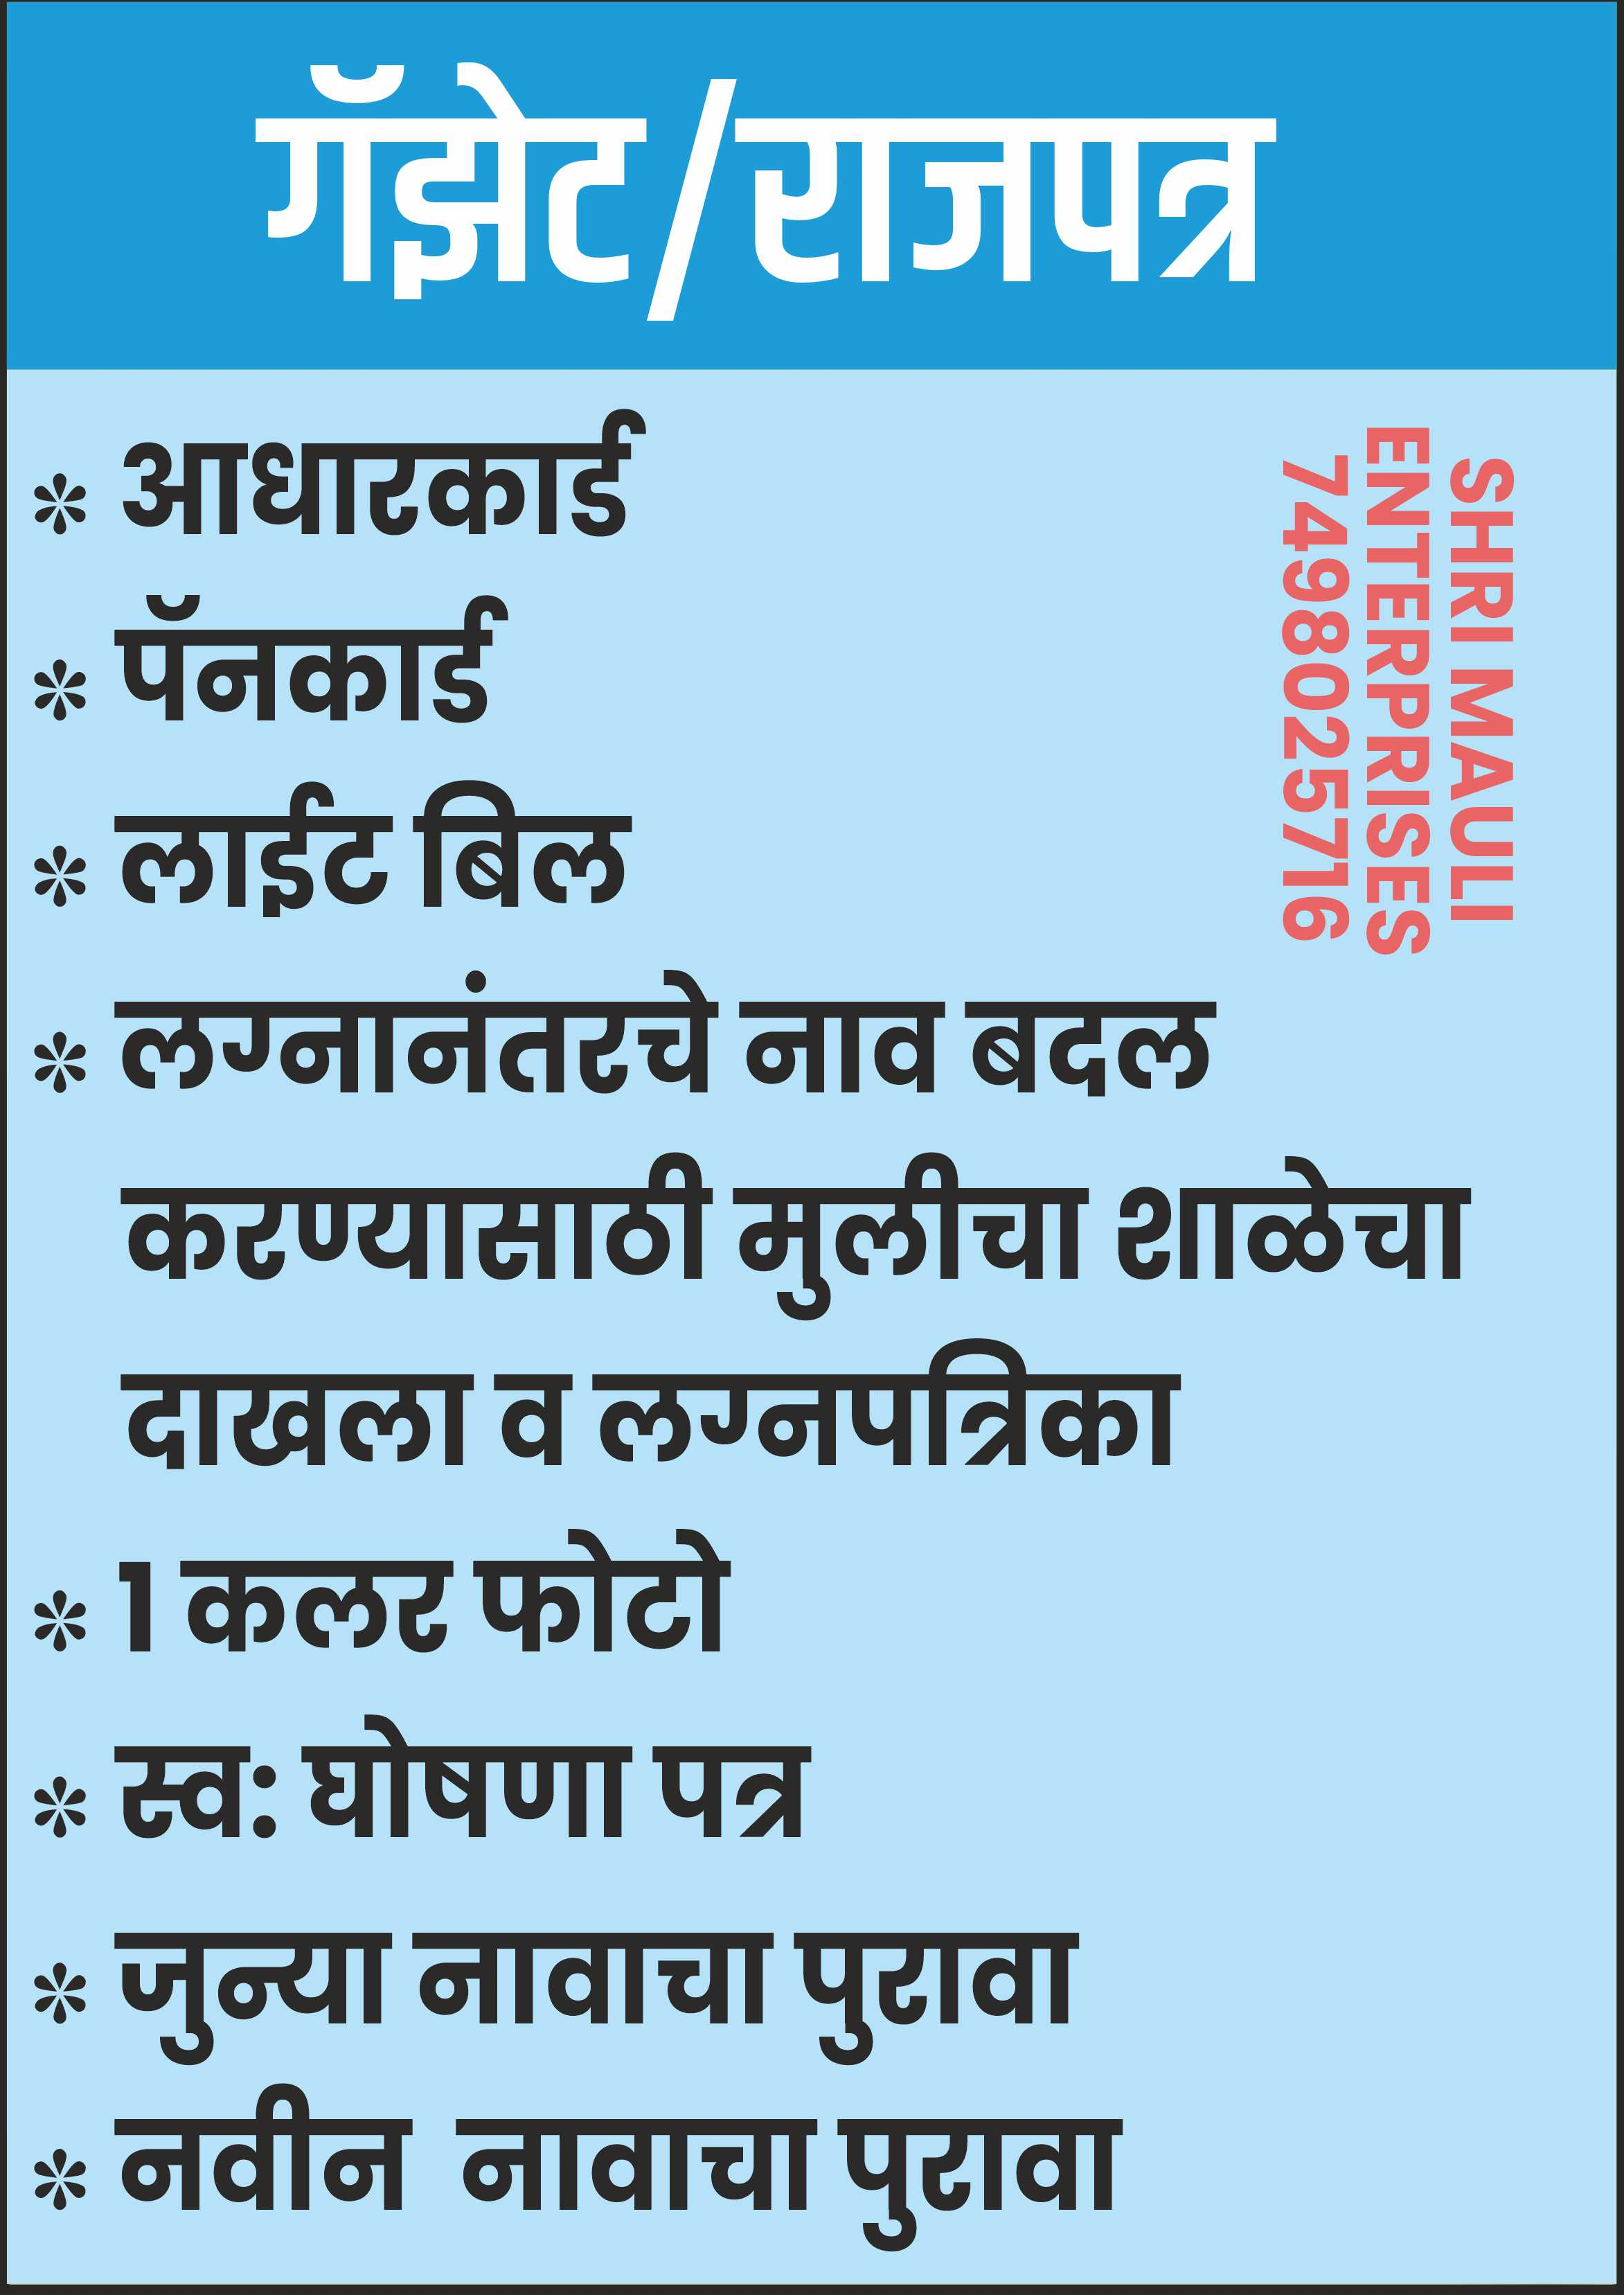 गॅझेट/राजपत्र
* आधारकार्ड
* पॅनकार्ड
* लाईट बिल
* लग्नानंतरचे नाव बदल
करण्यासाठी मुलीचा शाळेचा
दाखला व लग्नपत्रिका
* 1 कलर फोटो
* स्व: घोषणा पत्र
* जुन्या नावाचा पुरावा
* नवीन नावाचा पुरावा
SHRI MAULI
ENTERPRISES
7498025716